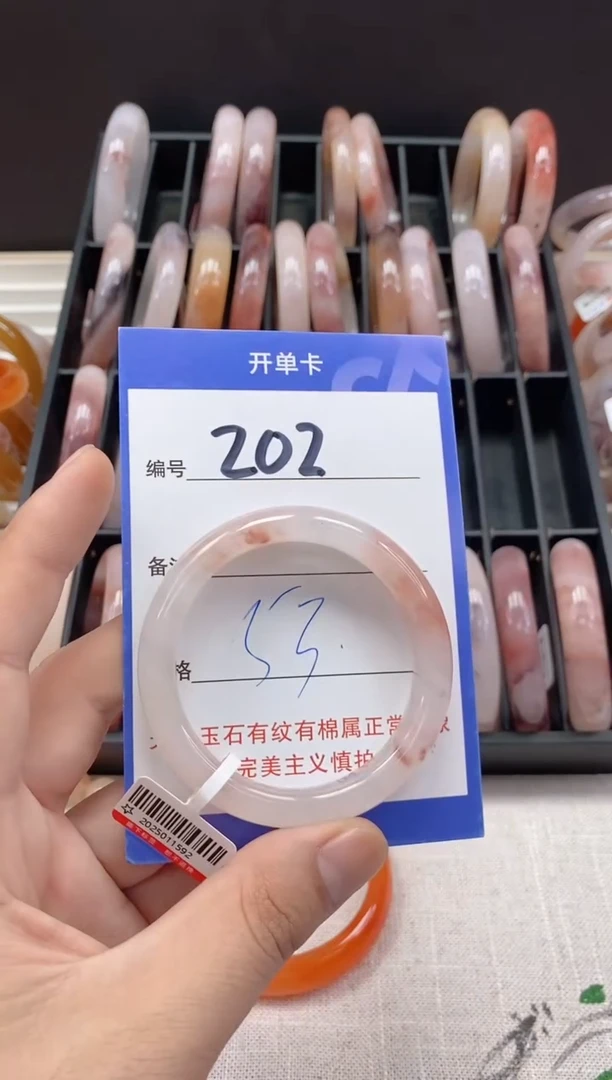 开单卡
编号 202
备
格 53.
玉石有纹有棉属正常
完美主义慎拍
2025011592